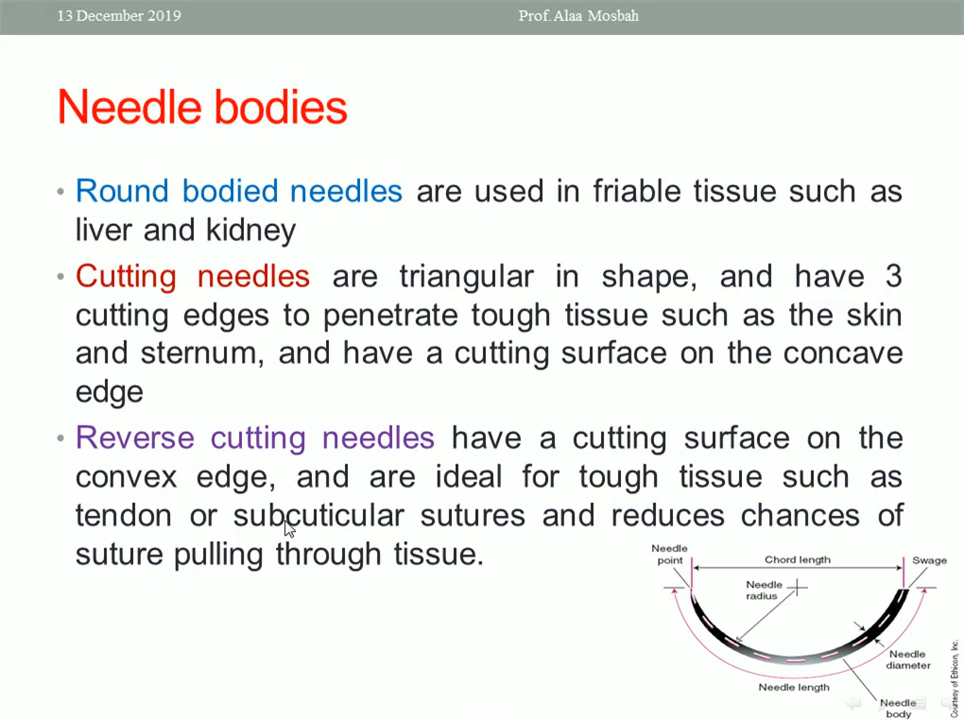 13 December 2019
Prof. Alaa Mosbah
Needle bodies
• Round bodied needles are used in friable tissue such as
liver and kidney
• Cutting needles are triangular in shape, and have 3
cutting edges to penetrate tough tissue such as the skin
and sternum, and have a cutting surface on the concave
edge
• Reverse cutting needles have a cutting surface on the
convex edge, and are ideal for tough tissue such as
tendon or subcuticular sutures and reduces chances of
suture pulling through tissue.
Needle
point
Chord length
Swage
Needle
radius
Needle
diameter
Needle length
Needle
body
Courtesy of Ethicon, Inc.